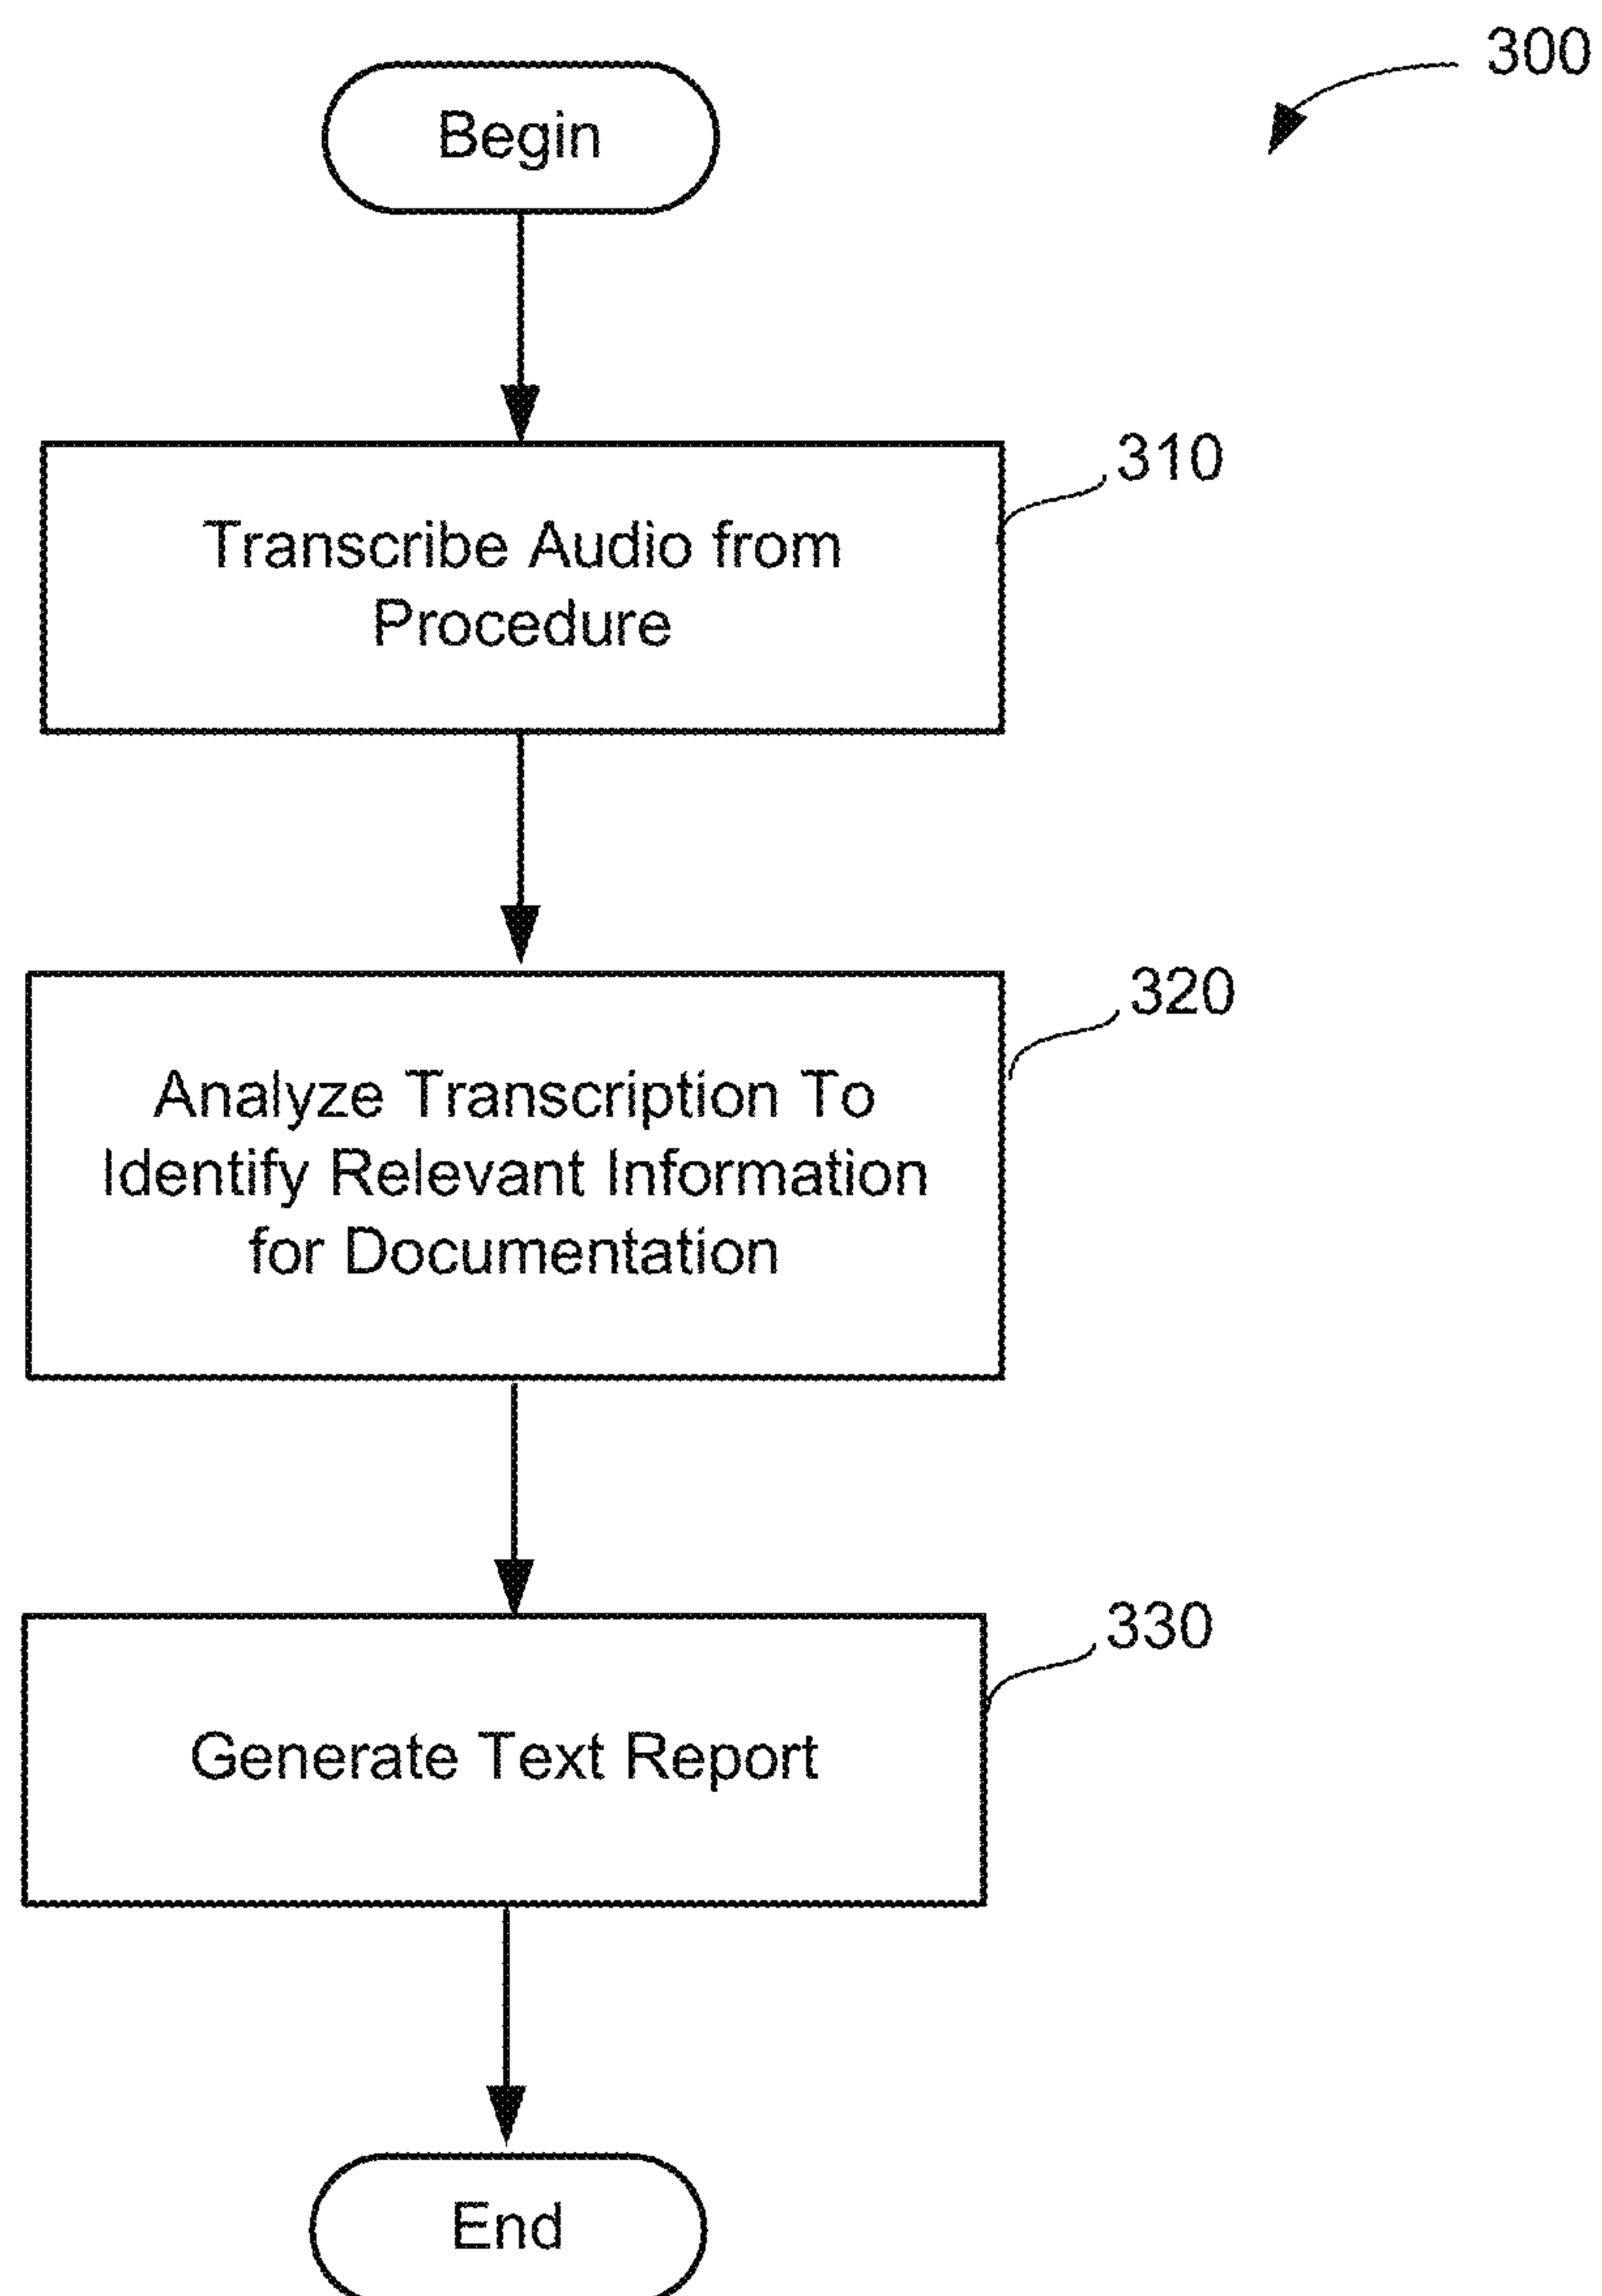 300
Begin
310
Transcribe Audio from
Procedure
320
Analyze Transcription To
Identify Relevant Information
for Documentation
330
Generate Text Report
End